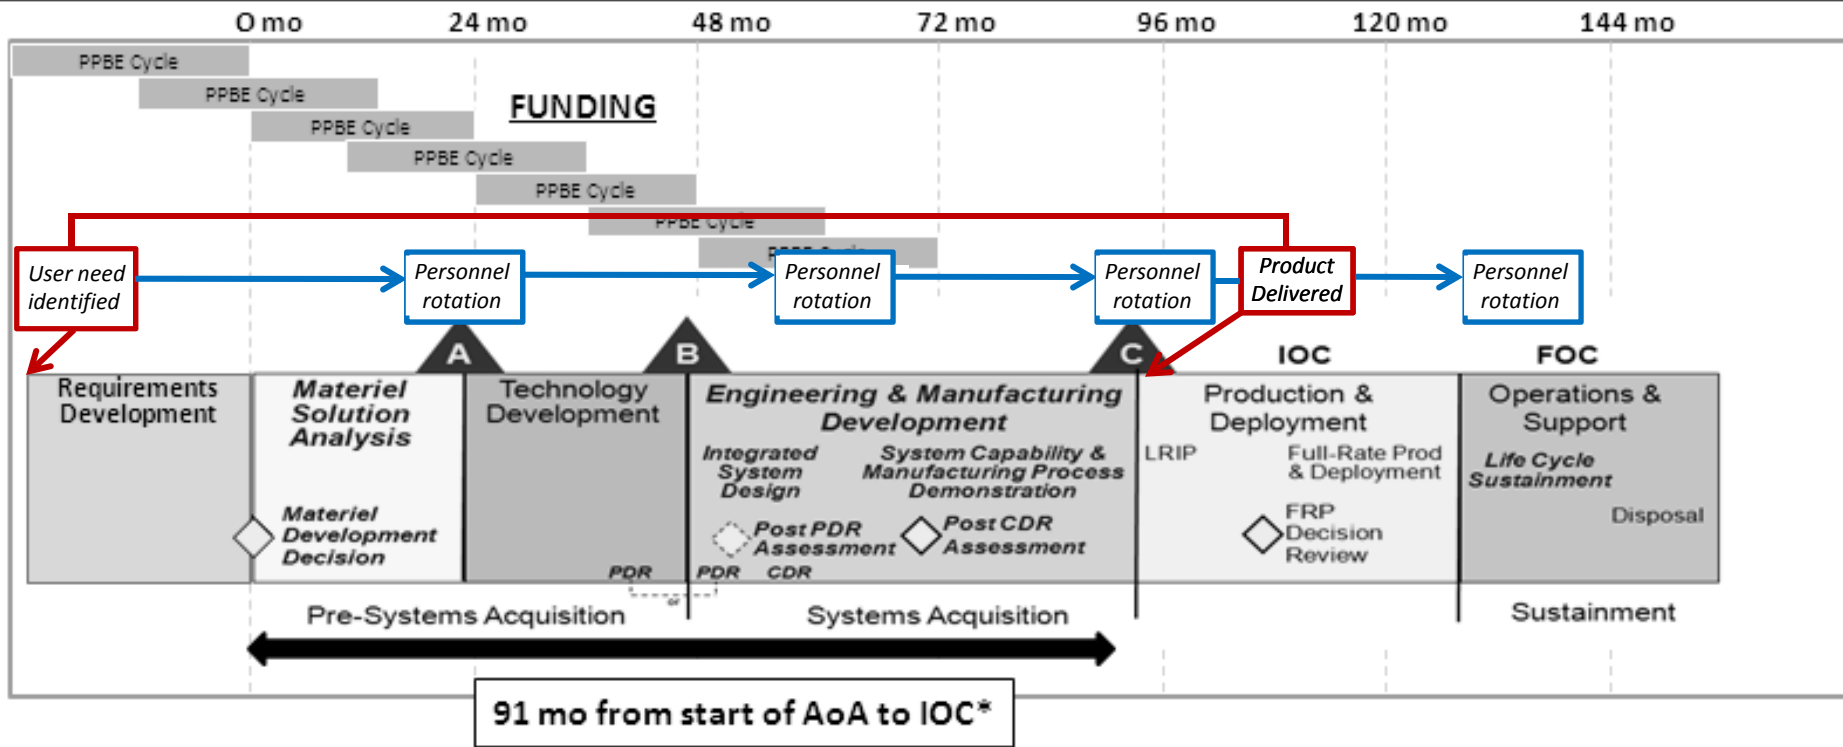 0 mo
24 mo
48 mo
72 mo
96 mo
120 mo
144 mo
PPBE Cycle
PPBE Cycle
PPBE Cycle
PPBE Cycle
PPBE Cycle
PPBE Cycle
PPBE Cycle
FUNDING
User need
identified
Personnel
rotation
Personnel
rotation
Personnel
rotation
Product
Delivered
Personnel
rotation
A
B
C
IOC
FOC
Requirements
Development
Materiel
Solution
Analysis
Materiel
Development
Decision
Technology
Development
PDR
or
PDR
CDR
Engineering & Manufacturing
Development
Integrated
System
Design
System Capability &
Manufacturing Process
Demonstration
Post PDR
Assessment
Post CDR
Assessment
Production &
Deployment
LRIP
Full-Rate Prod
& Deployment
FRP
Decision
Review
Operations &
Support
Life Cycle
Sustainment
Disposal
Pre-Systems Acquisition
Systems Acquisition
Sustainment
91 mo from start of AoA to IOC*